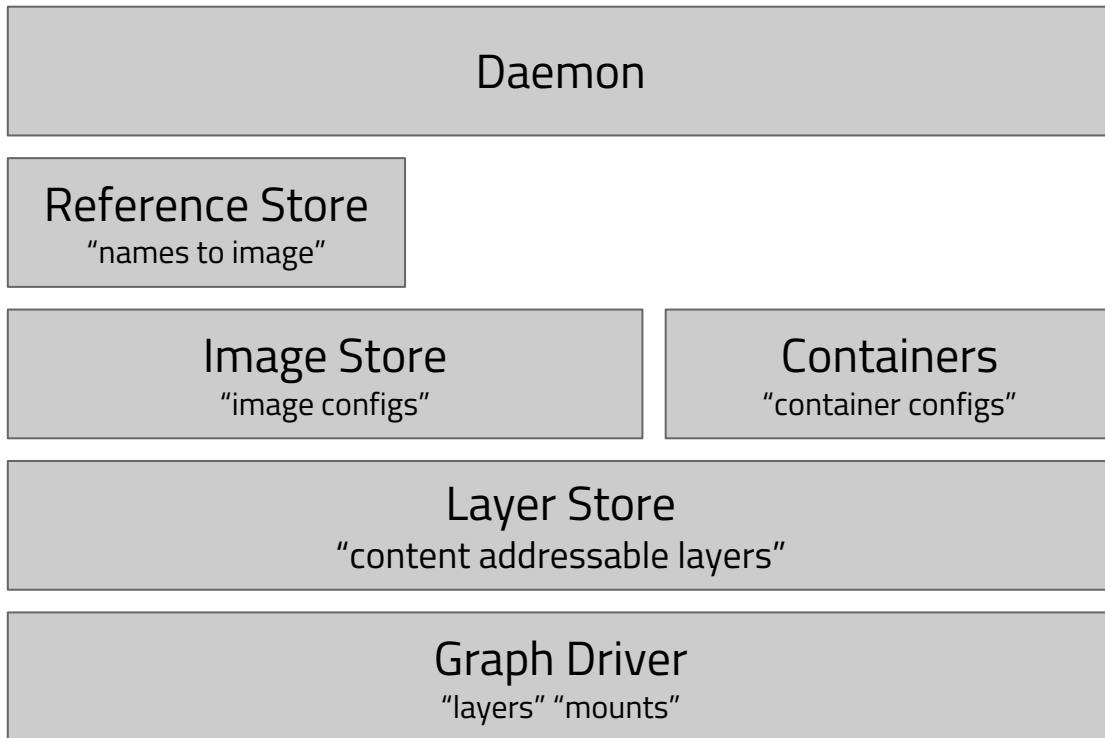 Daemon
Reference Store
“names to image”
Image Store
“image configs”
Containers
“container configs”
Layer Store
“content addressable layers”
Graph Driver
“layers” “mounts”